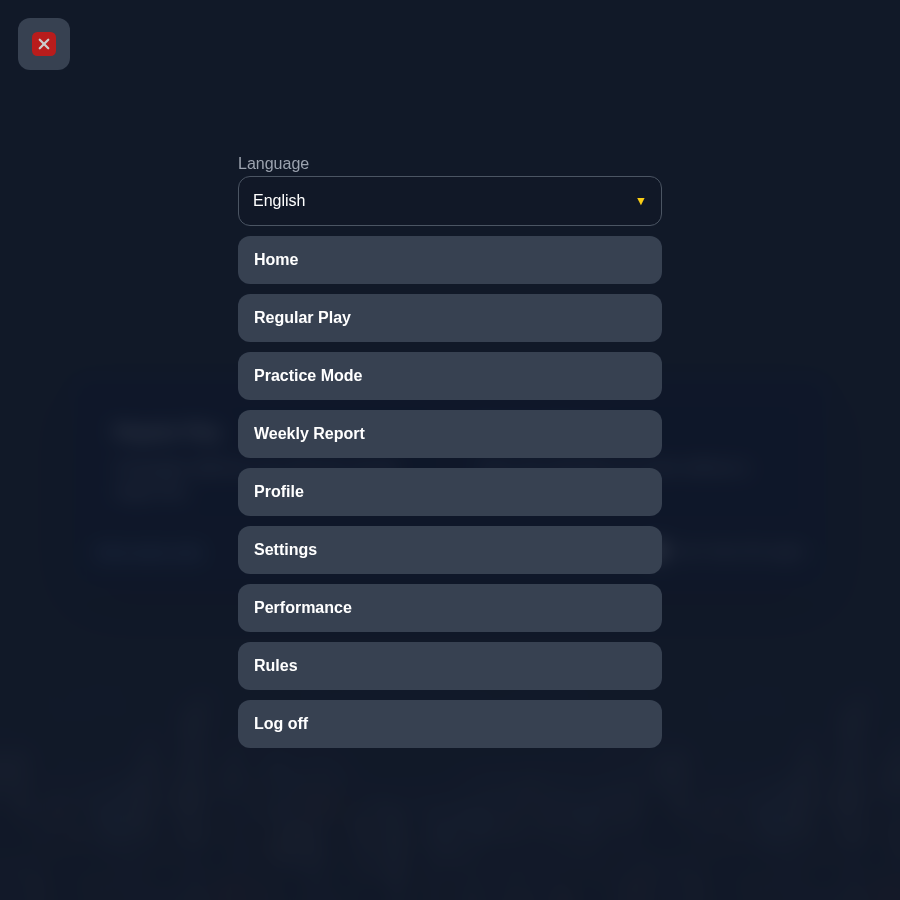 Language
English
Home
Regular Play
Practice Mode
Weekly Report
Profile
Settings
Performance
Rules
Log off